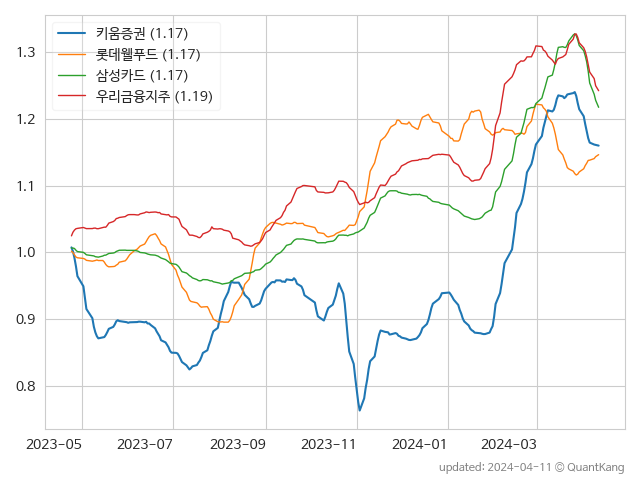 키움증권 (1.17)
롯데웰푸드 (1.17)
삼성카드 (1.17)
우리금융지주 (1.19)
1.3
1.2
1.1
1.0
0.9
0.8
2023-05 2023-07 2023-09 2023-11 2024-01 2024-03
updated: 2024-04-11 © QuantKang